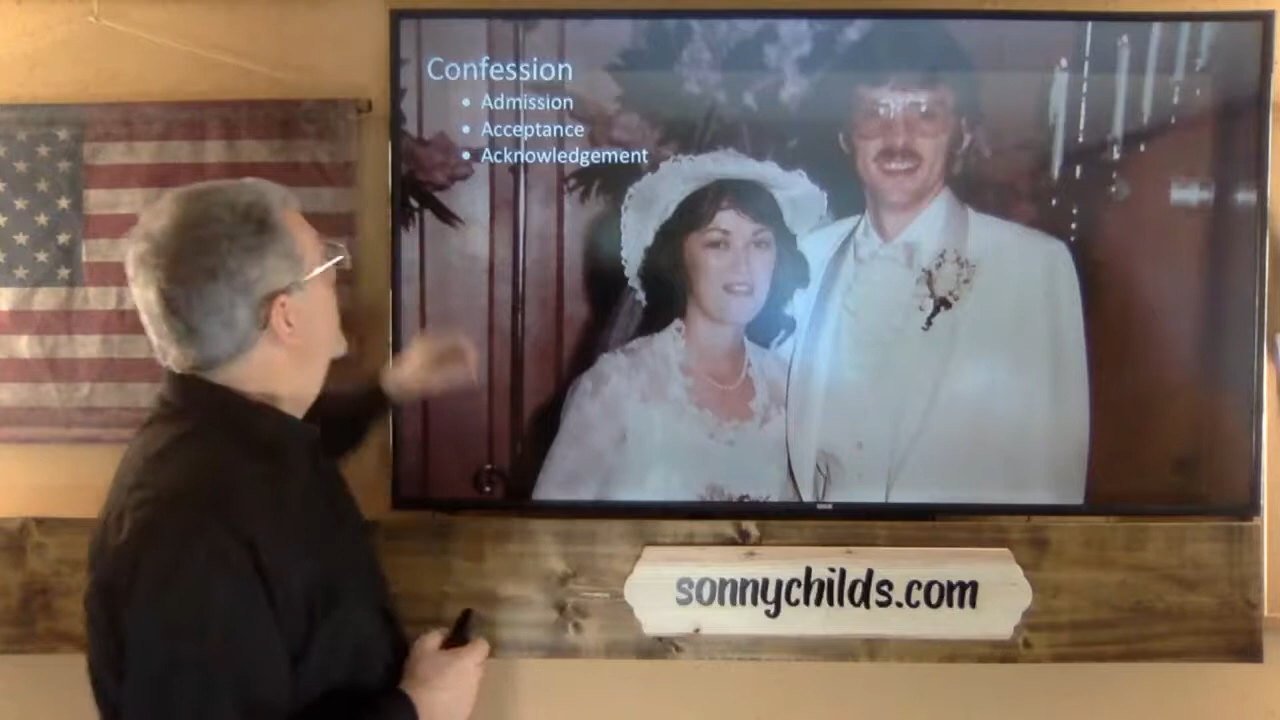 Confession
• Admission
• Acceptance
• Acknowledgement
sonnychilds.com